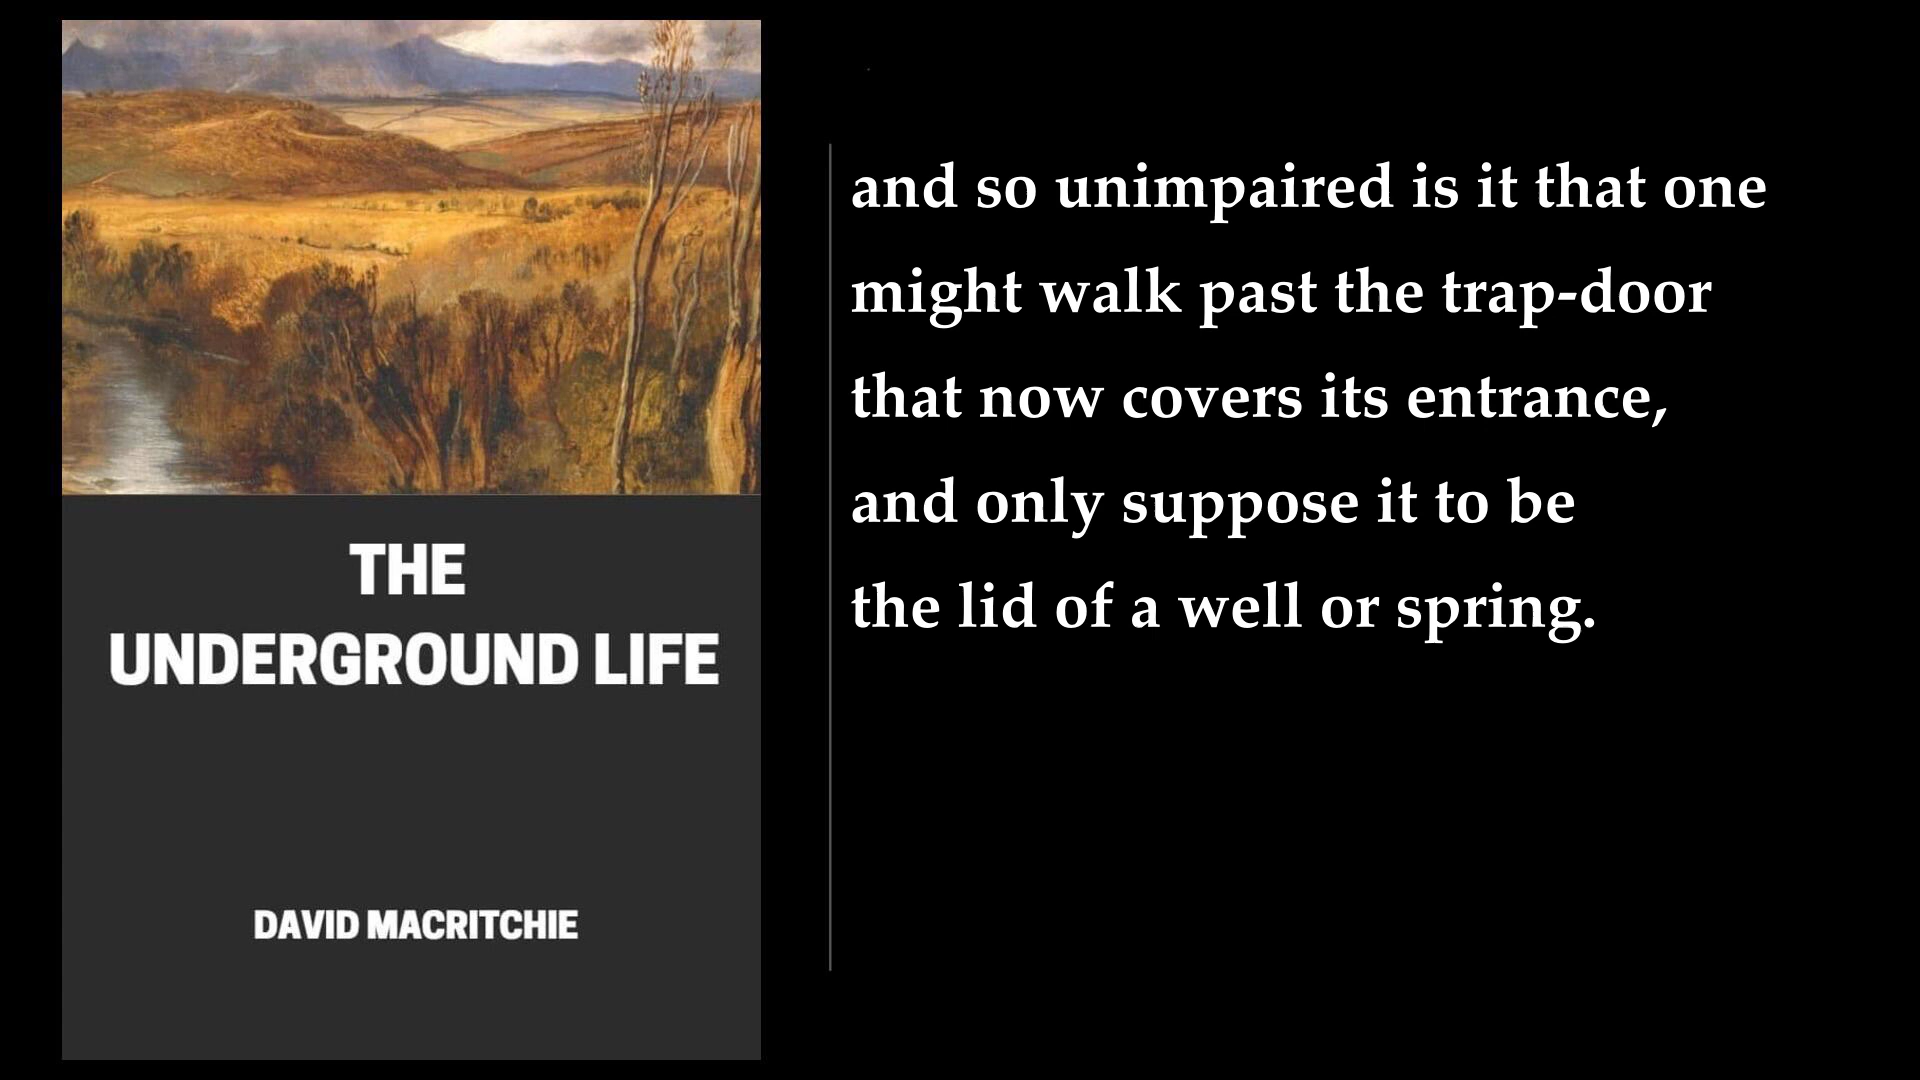 THE
UNDERGROUND LIFE
DAVID MACRITCHIE
and so unimpaired is it that one
might walk past the trap-door
that now covers its entrance,
and only suppose it to be
the lid of a well or spring.